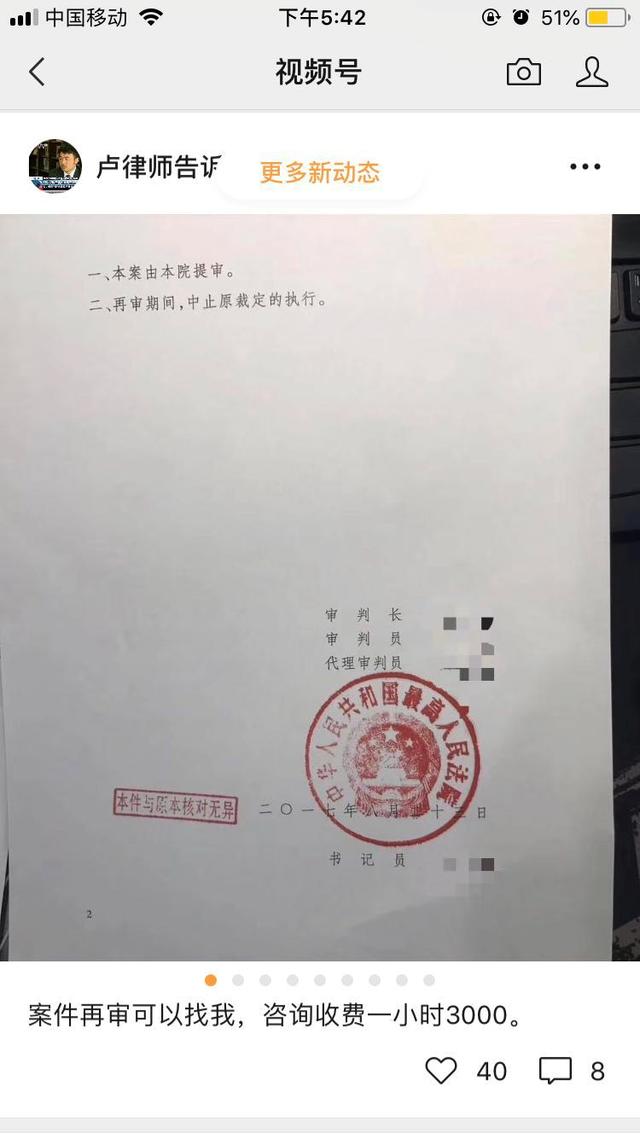 中国移动
下午5:42
51%
视频号
卢律师告诉
更多新动态
一、本案由本院提审。
二、再审期间,中止原裁定的执行。
审 判 长
审 判 员
代理审判员
中华人民共和国最高人民法院
本件与原本核对无异
二〇一七年八月二十三日
书 记 员
2
案件再审可以找我，咨询收费一小时3000。
40
8